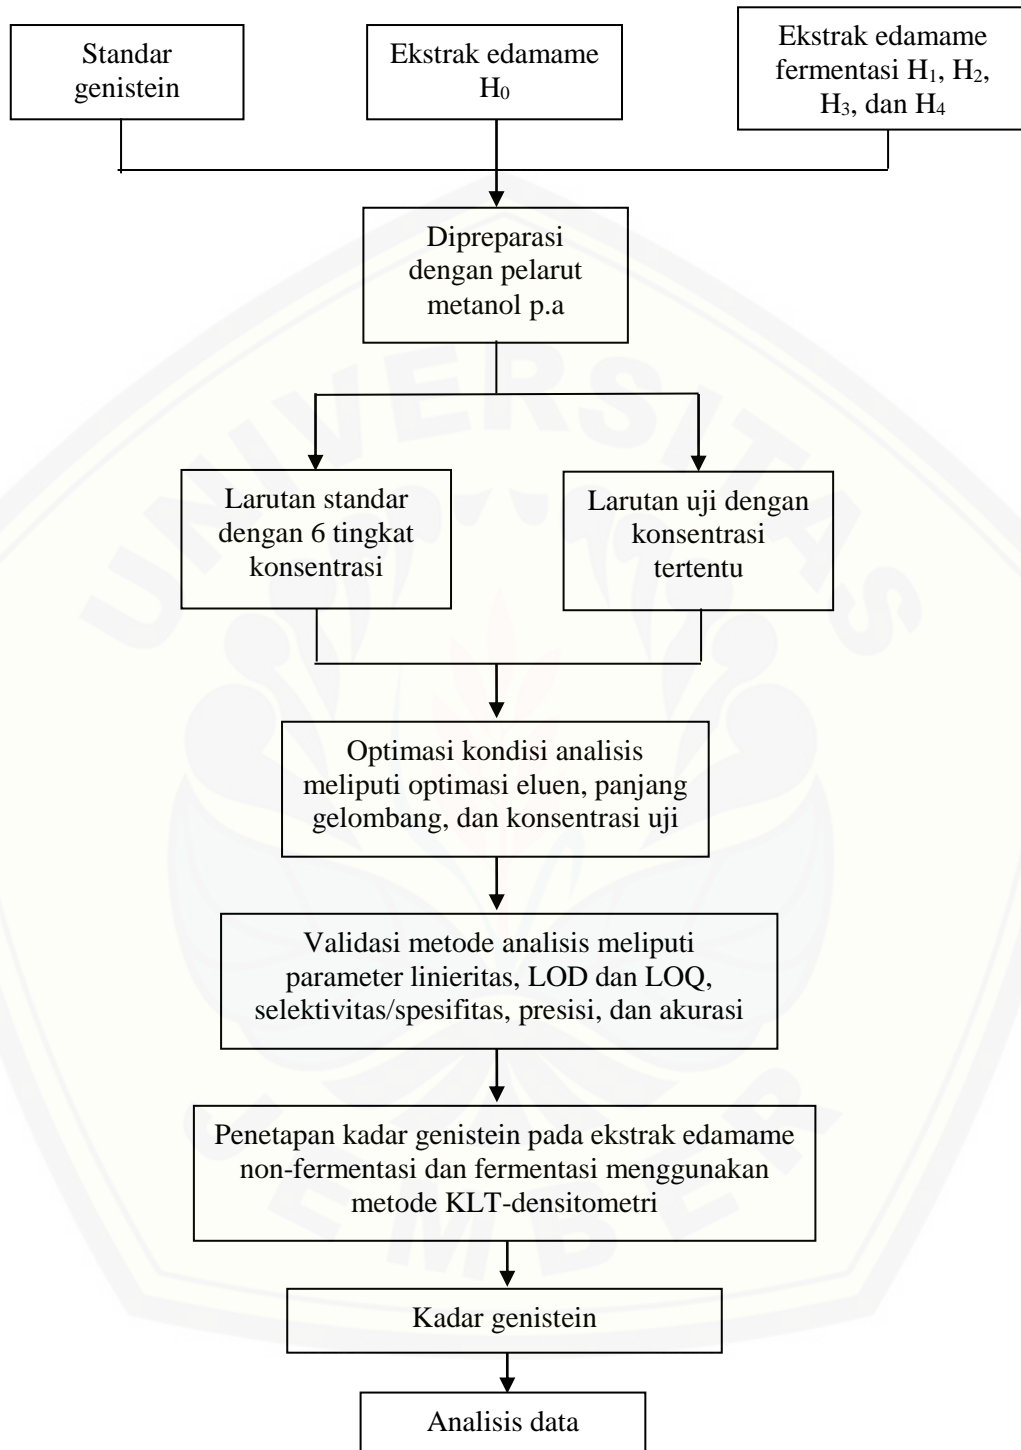 Standar
genistein
Ekstrak edamame
H₀
Ekstrak edamame
fermentasi H₁, H₂,
H₃, dan H₄
Dipreparasi
dengan pelarut
metanol p.a
UNIVERSITAS
Larutan standar
dengan 6 tingkat
konsentrasi
Larutan uji dengan
konsentrasi
tertentu
Optimasi kondisi analisis
meliputi optimasi eluen, panjang
gelombang, dan konsentrasi uji
Validasi metode analisis meliputi
parameter linieritas, LOD dan LOQ,
selektivitas/spesifitas, presisi, dan akurasi
Penetapan kadar genistein pada ekstrak edamame
non-fermentasi dan fermentasi menggunakan
metode KLT-densitometri
JEMBER
Kadar genistein
Analisis data